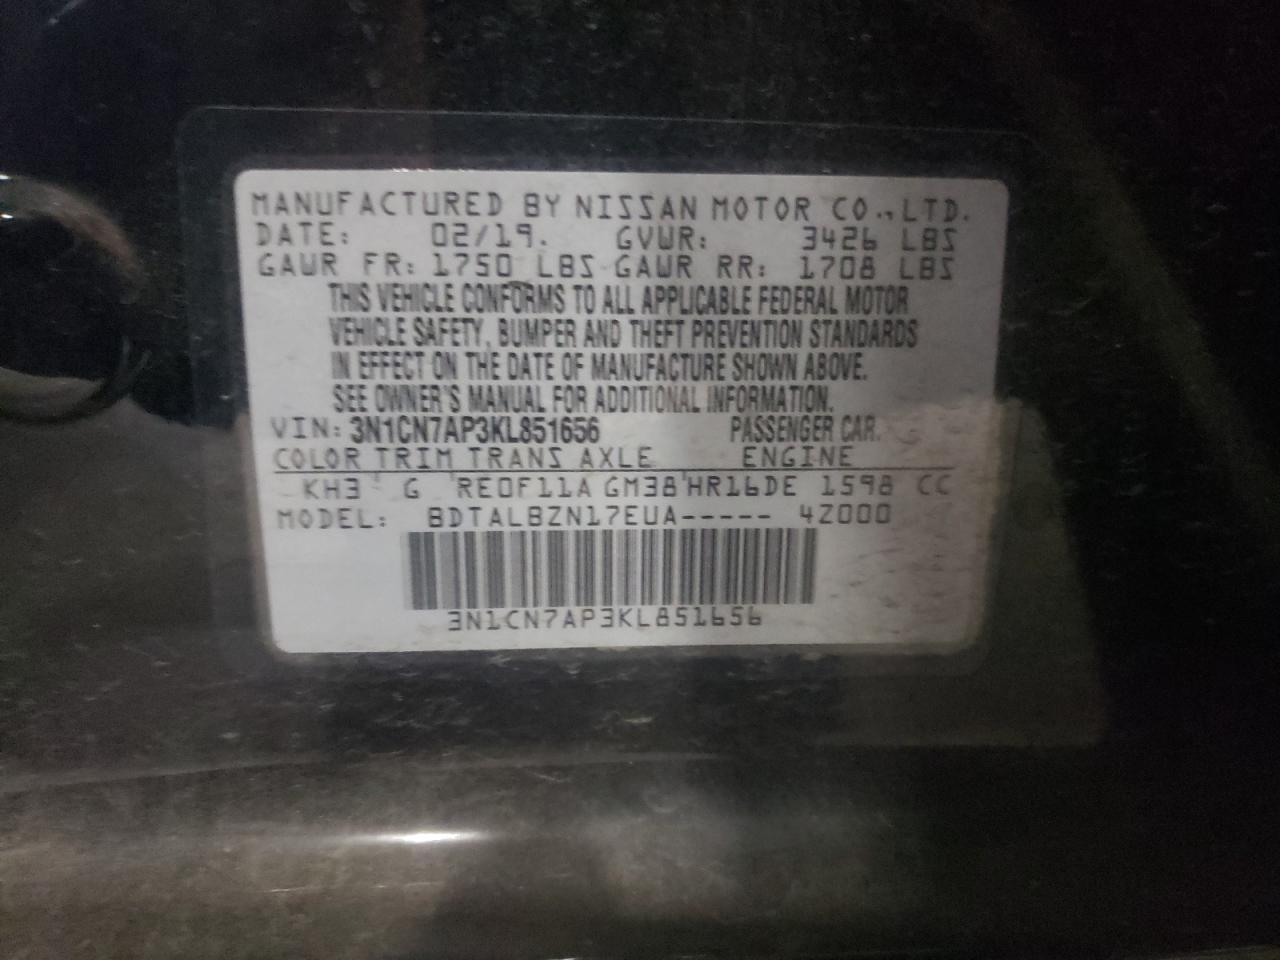 MANUFACTURED BY NISSAN MOTOR CO., LTD.
DATE: 02/19. GVWR: 3426 LBS
GAWR FR: 1750 LBS GAWR RR: 1708 LBS
THIS VEHICLE CONFORMS TO ALL APPLICABLE FEDERAL MOTOR
VEHICLE SAFETY, BUMPER AND THEFT PREVENTION STANDARDS
IN EFFECT ON THE DATE OF MANUFACTURE SHOWN ABOVE.
SEE OWNER'S MANUAL FOR ADDITIONAL INFORMATION.
VIN: 3N1CN7AP3KL851656 PASSENGER CAR.
COLOR TRIM TRANS AXLE ENGINE
KH3 G RE0F11A GM38 HR16DE 1598 CC
MODEL: BDTALBZN17EUA----- 4Z000
3N1CN7AP3KL851656